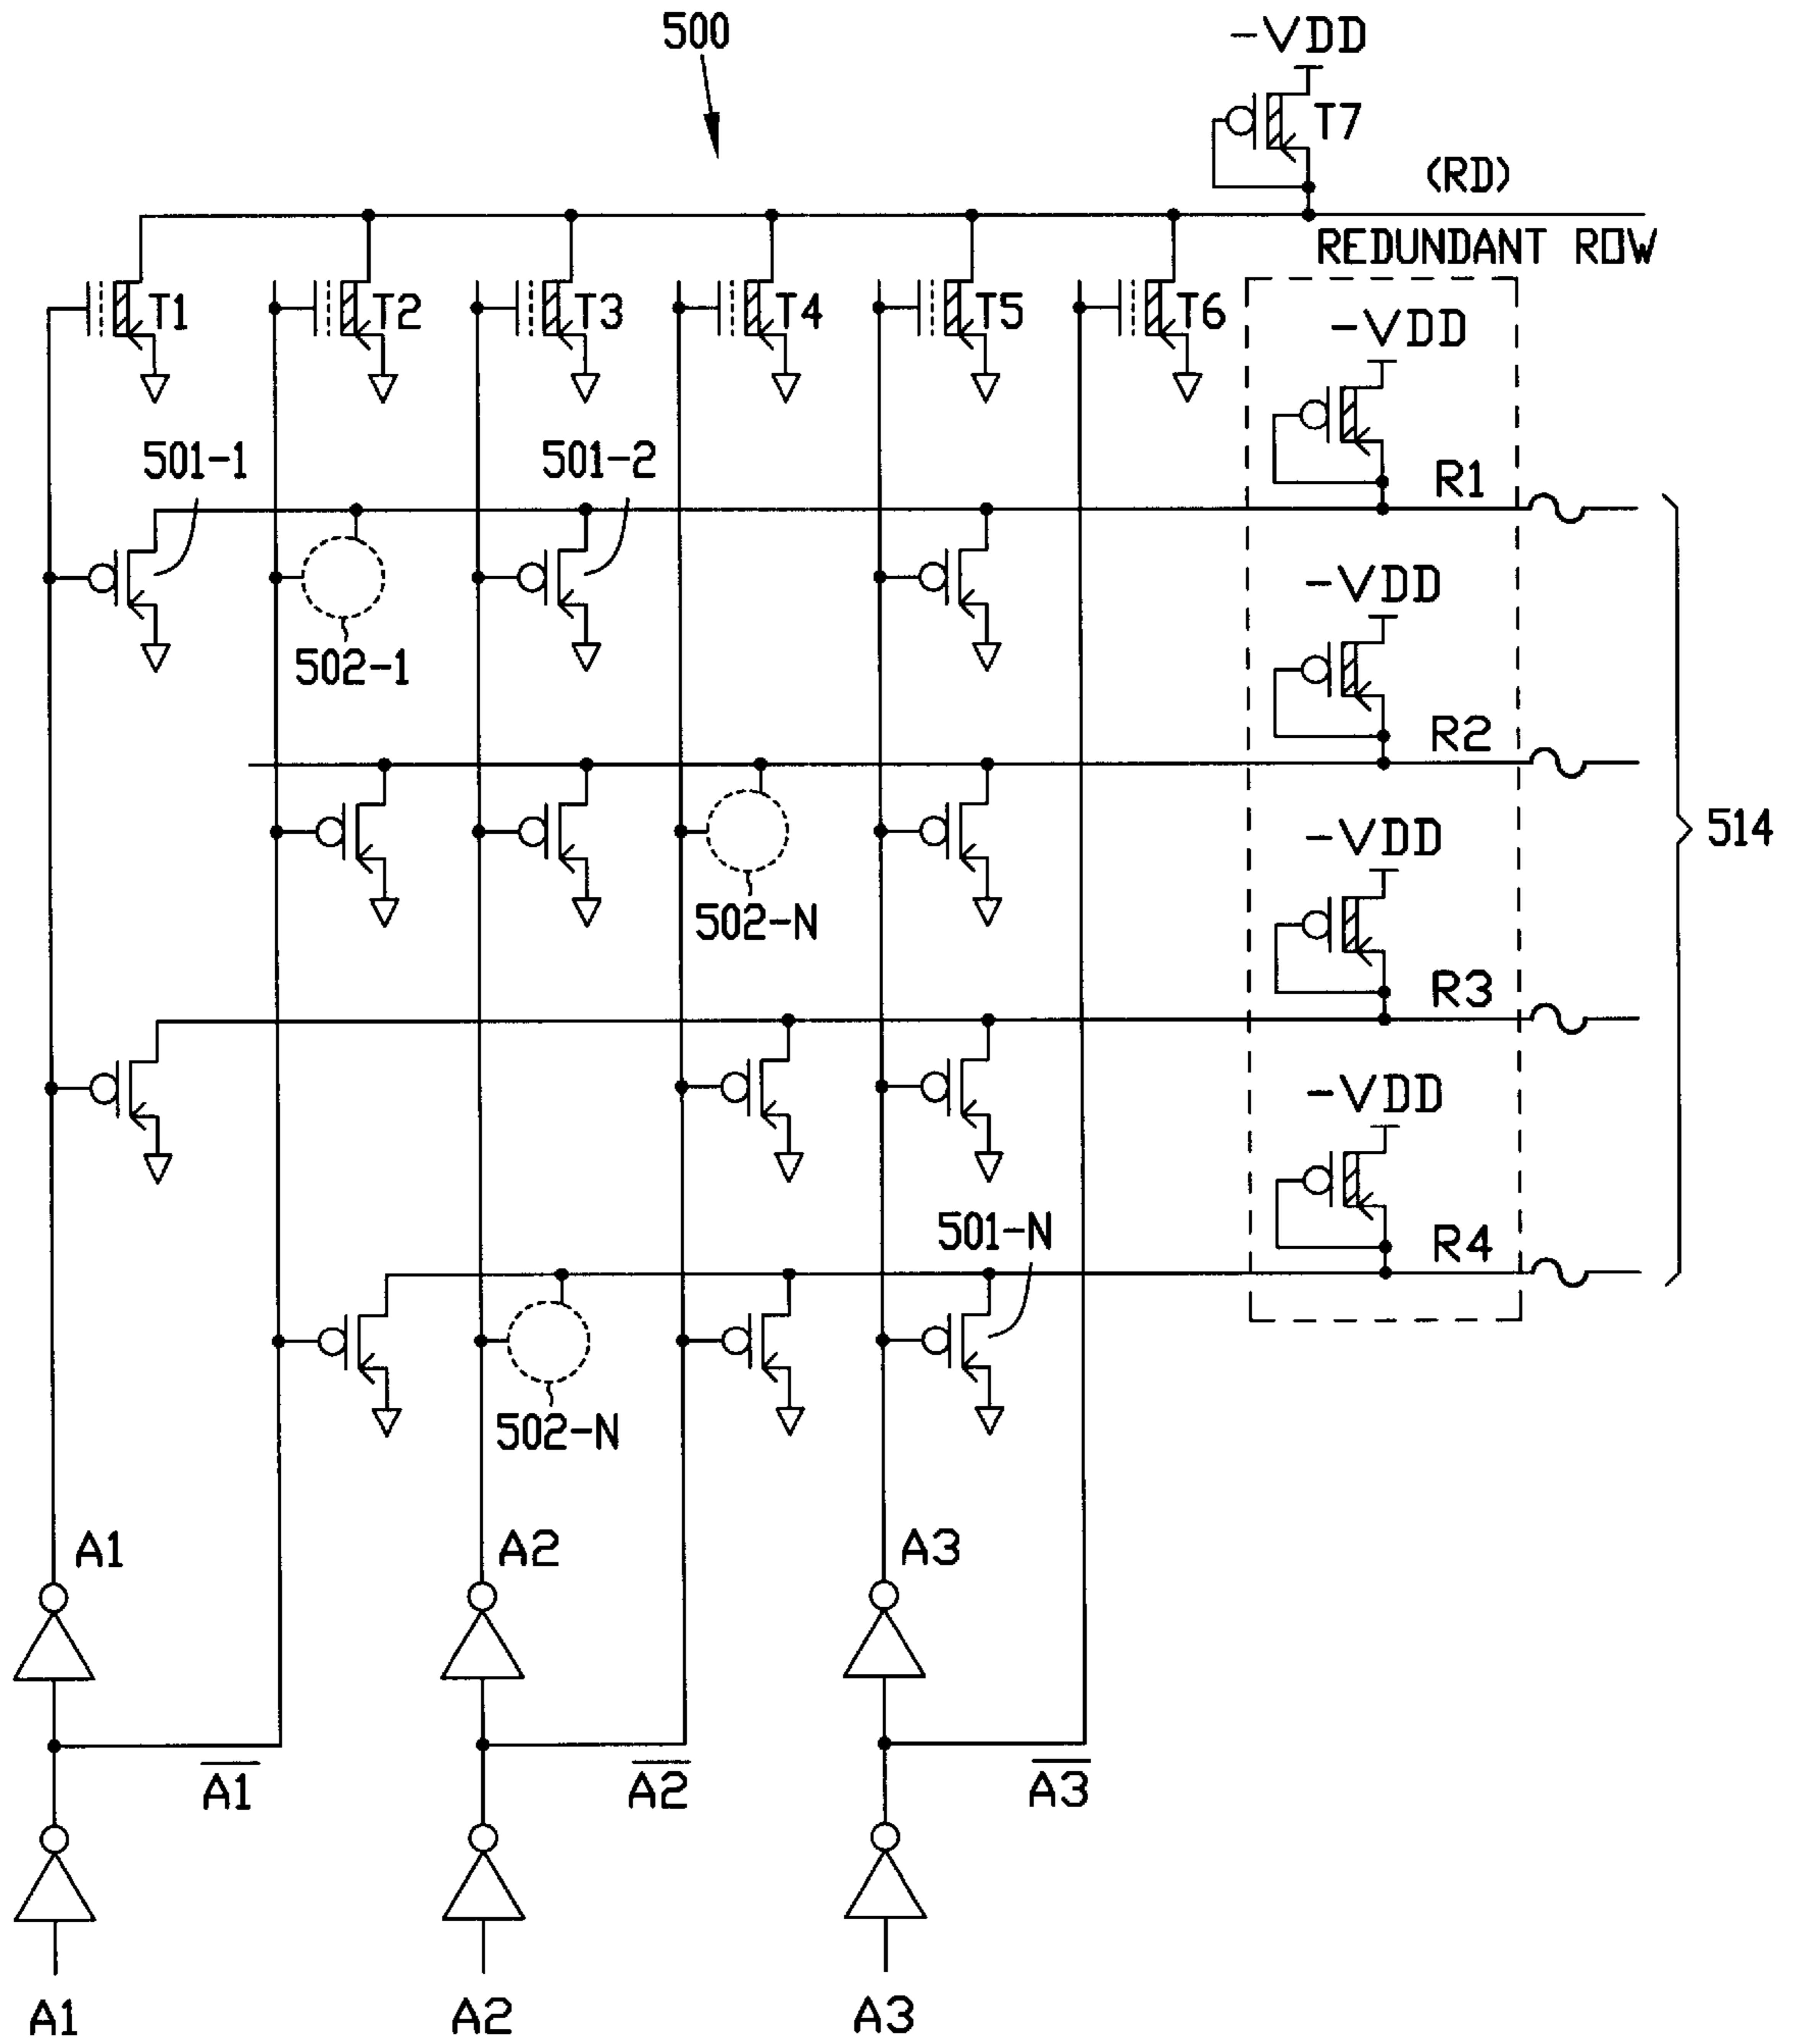 500
-VDD
T7
(RD)
REDUNDANT ROW
T1
T2
T3
T4
T5
T6
-VDD
501-1
501-2
R1
-VDD
502-1
R2
-VDD
514
502-N
R3
-VDD
501-N
R4
502-N
A1
A2
A3
A1
A2
A3
A1
A2
A3